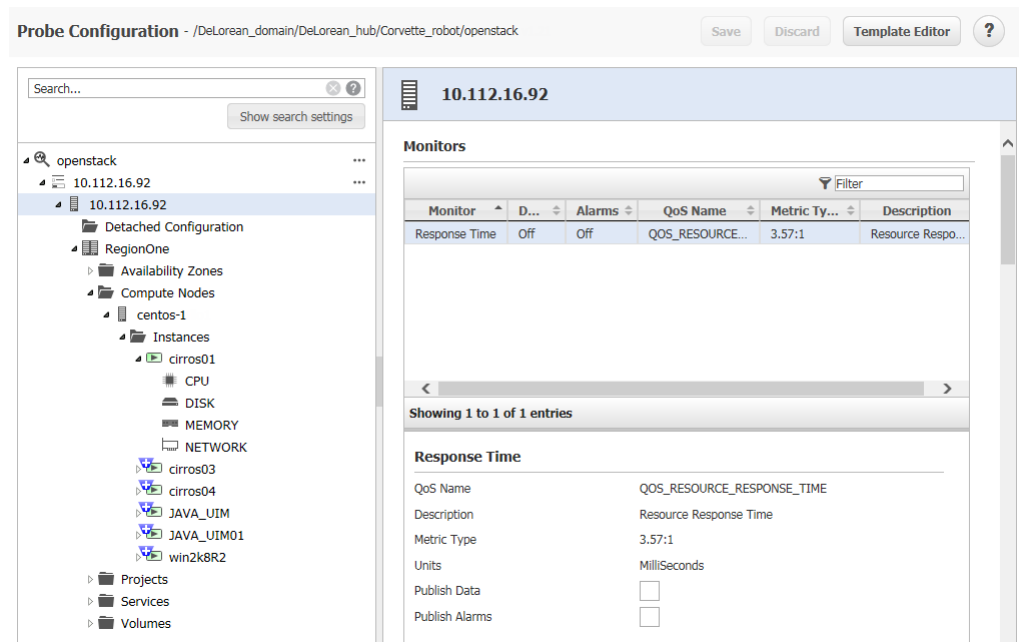 Probe Configuration - /DeLorean_domain/DeLorean_hub/Corvette_robot/openstack
Save
Discard
Template Editor
?
Search...
Show search settings
openstack
10.112.16.92
10.112.16.92
Detached Configuration
RegionOne
Availability Zones
Compute Nodes
centos-1
Instances
cirros01
CPU
DISK
MEMORY
NETWORK
cirros03
cirros04
JAVA_UIM
JAVA_UIM01
win2k8R2
Projects
Services
Volumes
10.112.16.92
Monitors
Filter
Monitor D... Alarms QoS Name Metric Ty... Description
Response Time Off Off QOS_RESOURCE... 3.57:1 Resource Respo...
Showing 1 to 1 of 1 entries
Response Time
QoS Name QOS_RESOURCE_RESPONSE_TIME
Description Resource Response Time
Metric Type 3.57:1
Units MilliSeconds
Publish Data
Publish Alarms